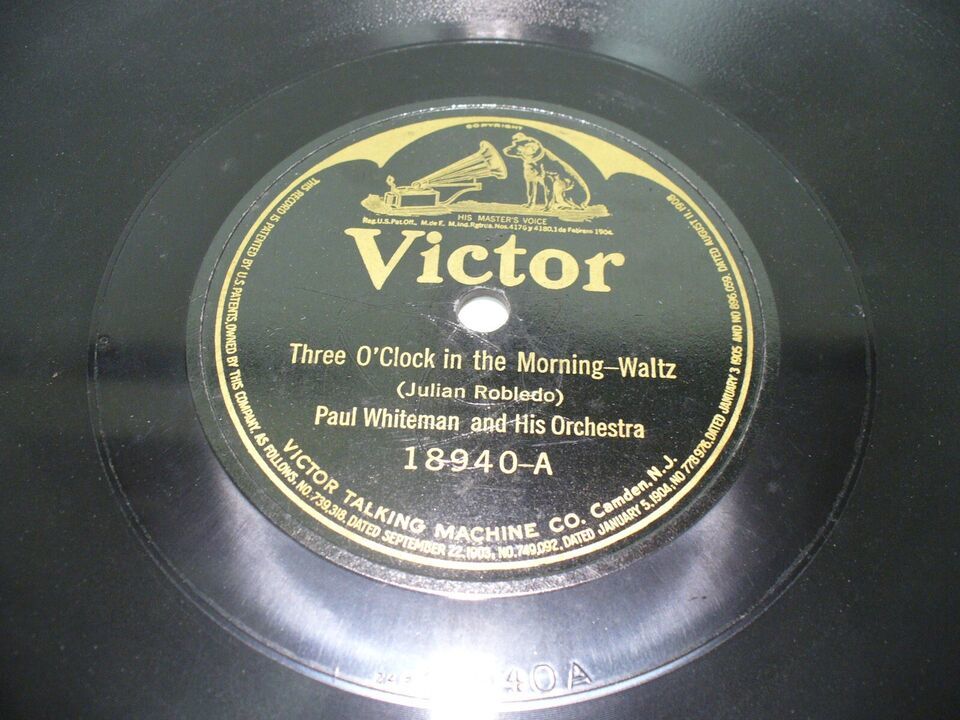 COPYRIGHT
HIS MASTER'S VOICE
Reg.U.S.Pat.Off. M.de F. M.Ind.Rgtrda.Nos.4176 y 4180,1 de Febrero 1904.
Victor
Three O'Clock in the Morning—Waltz
(Julian Robledo)
Paul Whiteman and His Orchestra
18940-A
VICTOR TALKING MACHINE CO. Camden, N.J.
THIS RECORD IS PATENTED BY U.S. PATENTS, OWNED BY THIS COMPANY, AS FOLLOWS, NO. 739,318. DATED SEPTEMBER 22, 1903, NO. 749,092. DATED JANUARY 5, 1904, NO 778,976, DATED JANUARY 3 1905 AND NO 896,059. DATED AUGUST 11, 1908
40A